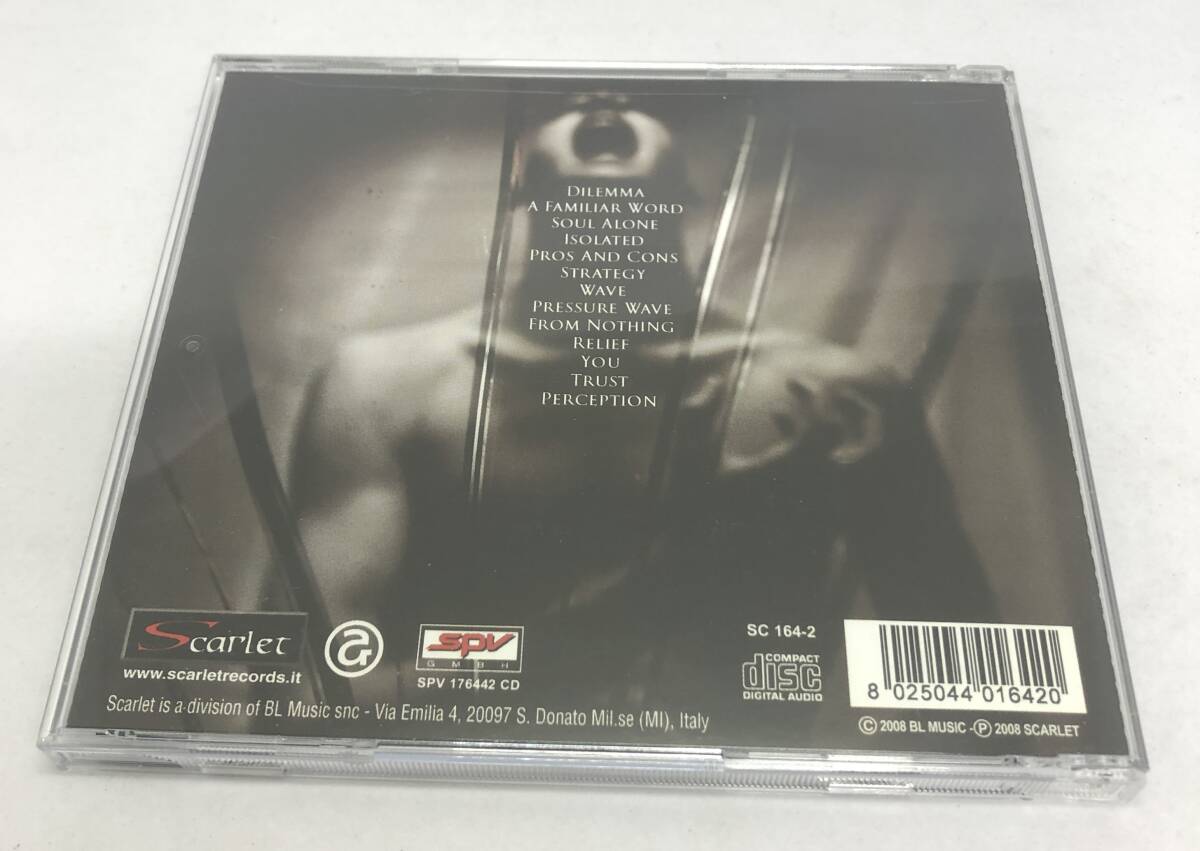 DILEMMA
A FAMILIAR WORD
SOUL ALONE
ISOLATED
PROS AND CONS
STRATEGY
WAVE
PRESSURE WAVE
FROM NOTHING
RELIEF
YOU
TRUST
PERCEPTION
Scarlet
www.scarletrecords.it
SPV
GMBH
SPV 176442 CD
SC 164-2
COMPACT
disc
DIGITAL AUDIO
8 025044 016420
Scarlet is a division of BL Music snc - Via Emilia 4, 20097 S. Donato Mil.se (MI), Italy
© 2008 BL MUSIC - ℗ 2008 SCARLET